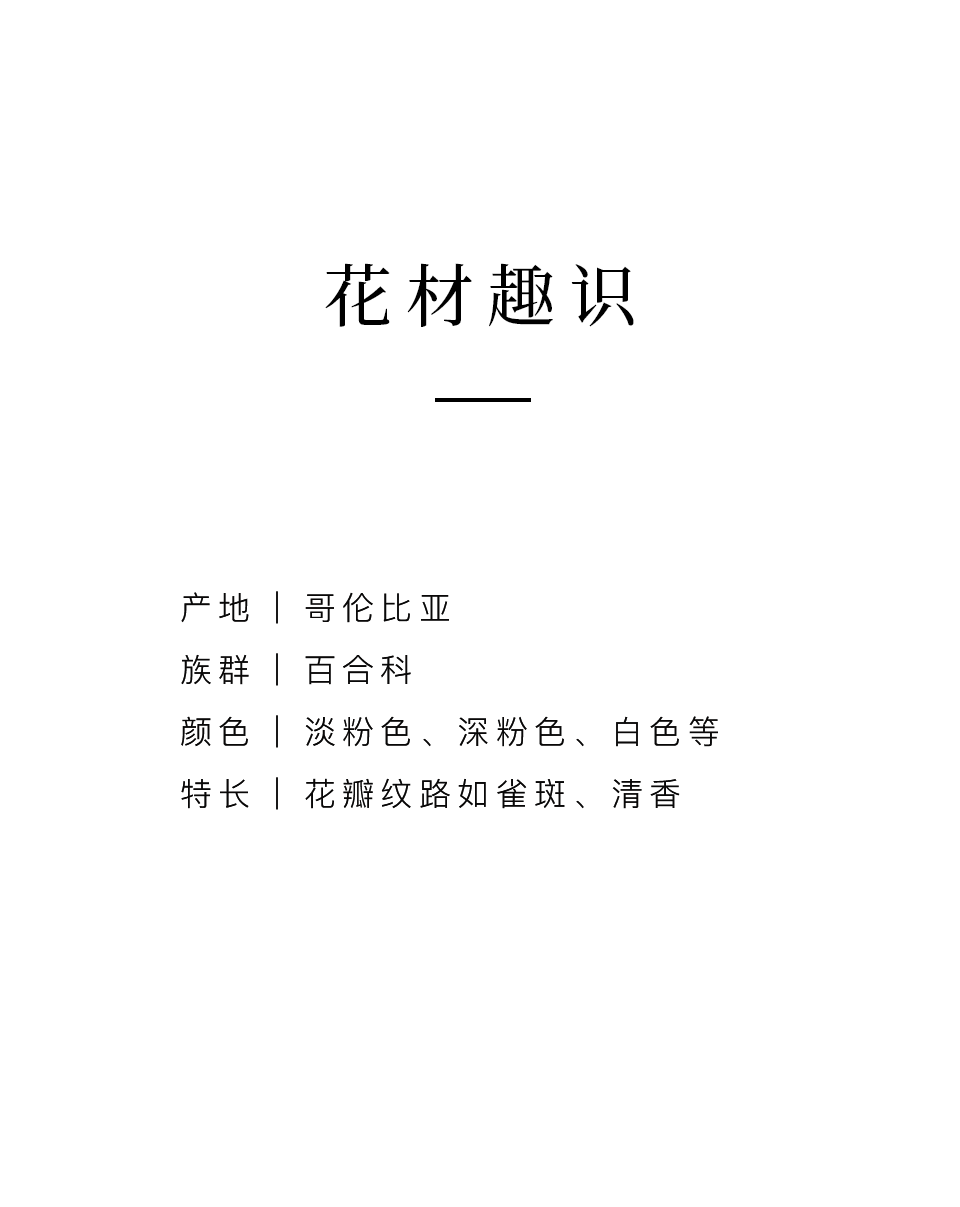 花材趣识
产地｜哥伦比亚
族群｜百合科
颜色｜淡粉色、深粉色、白色等
特长｜花瓣纹路如雀斑、清香